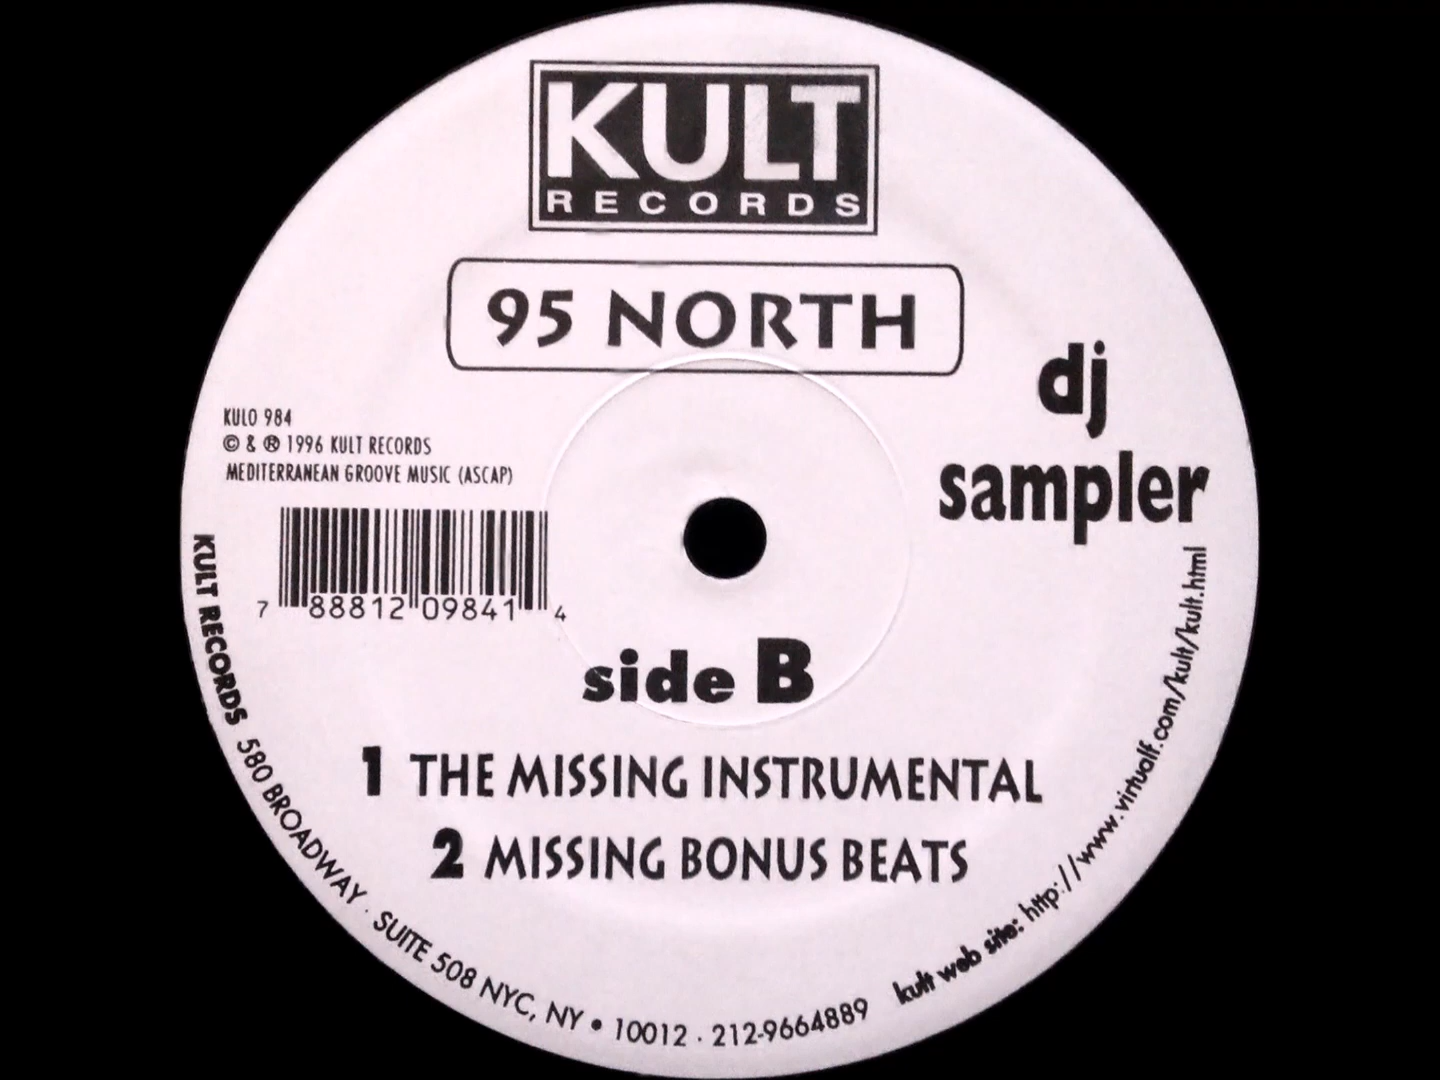 KULT
RECORDS
95 NORTH
dj
sampler
KULO 984
© & ® 1996 KULT RECORDS
MEDITERRANEAN GROOVE MUSIC (ASCAP)
7 88812 09841 4
side B
1 THE MISSING INSTRUMENTAL
2 MISSING BONUS BEATS
KULT RECORDS 580 BROADWAY · SUITE 508 NYC, NY • 10012 · 212-9664889
kult web site: http://www.virtualf.com/kult/kult.html